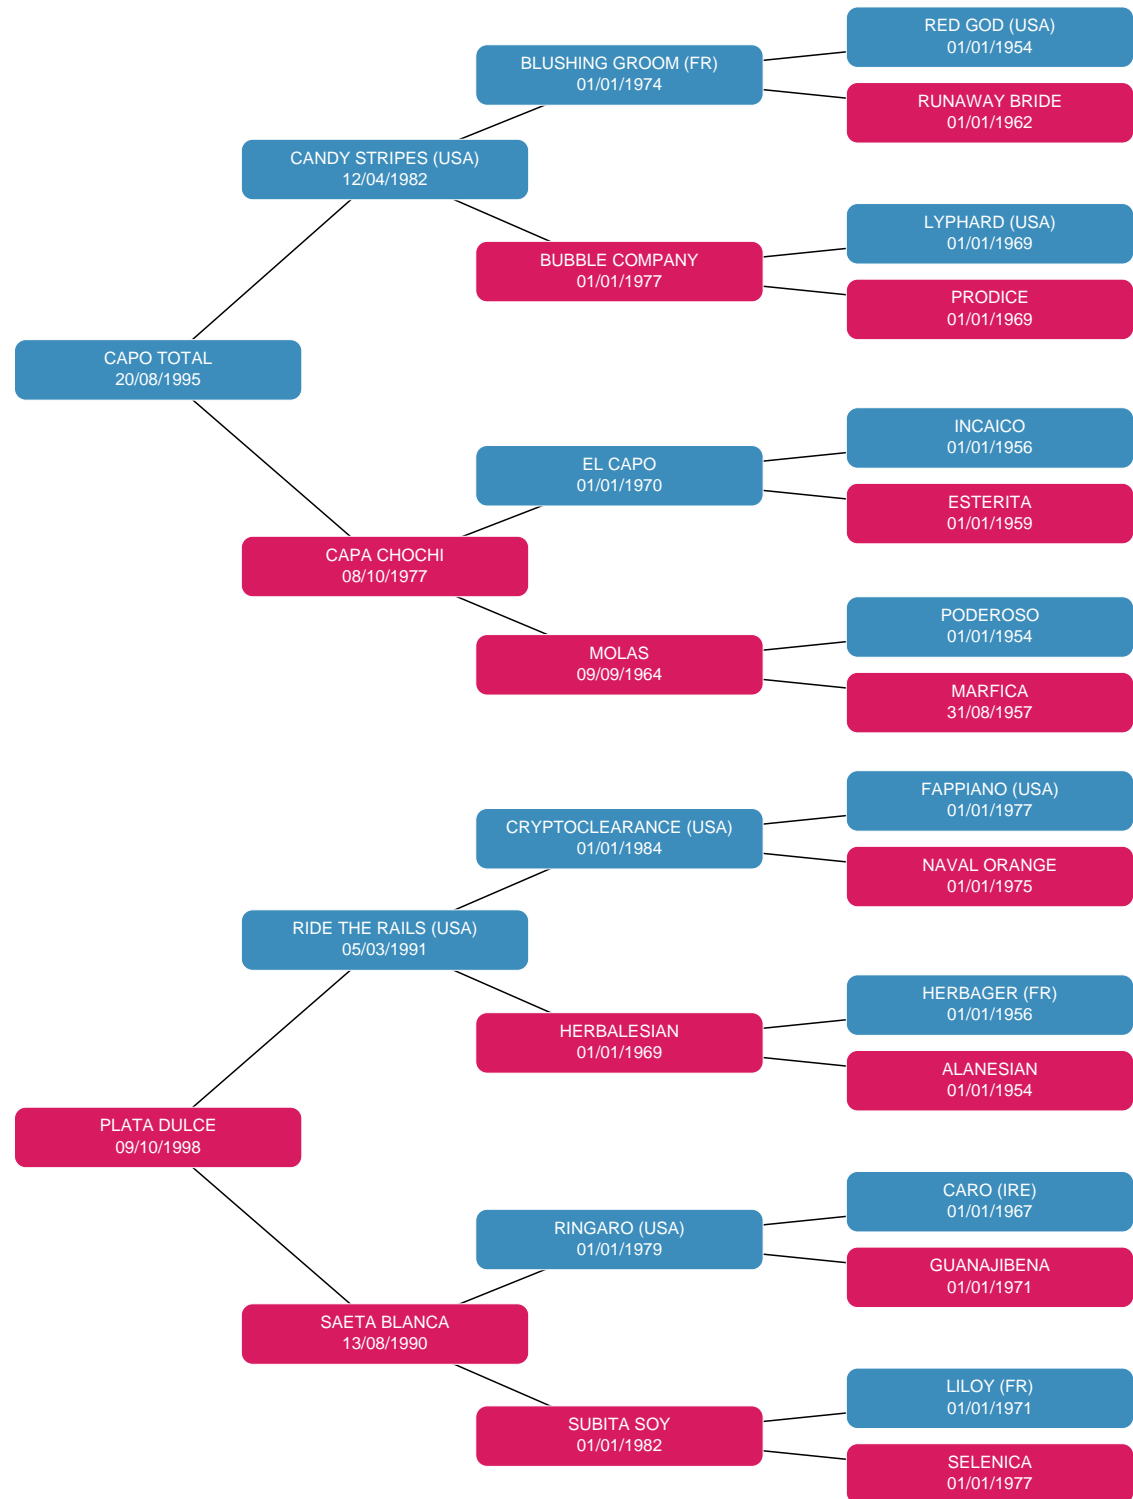 RED GOD (USA)
01/01/1954
BLUSHING GROOM (FR)
01/01/1974
RUNAWAY BRIDE
01/01/1962
CANDY STRIPES (USA)
12/04/1982
LYPHARD (USA)
01/01/1969
BUBBLE COMPANY
01/01/1977
PRODICE
01/01/1969
CAPO TOTAL
20/08/1995
INCAICO
01/01/1956
EL CAPO
01/01/1970
ESTERITA
01/01/1959
CAPA CHOCHI
08/10/1977
PODEROSO
01/01/1954
MOLAS
09/09/1964
MARFICA
31/08/1957
FAPPIANO (USA)
01/01/1977
CRYPTOCLEARANCE (USA)
01/01/1984
NAVAL ORANGE
01/01/1975
RIDE THE RAILS (USA)
05/03/1991
HERBAGER (FR)
01/01/1956
HERBALESIAN
01/01/1969
ALANESIAN
01/01/1954
PLATA DULCE
09/10/1998
CARO (IRE)
01/01/1967
RINGARO (USA)
01/01/1979
GUANAJIBENA
01/01/1971
SAETA BLANCA
13/08/1990
LILOY (FR)
01/01/1971
SUBITA SOY
01/01/1982
SELENICA
01/01/1977